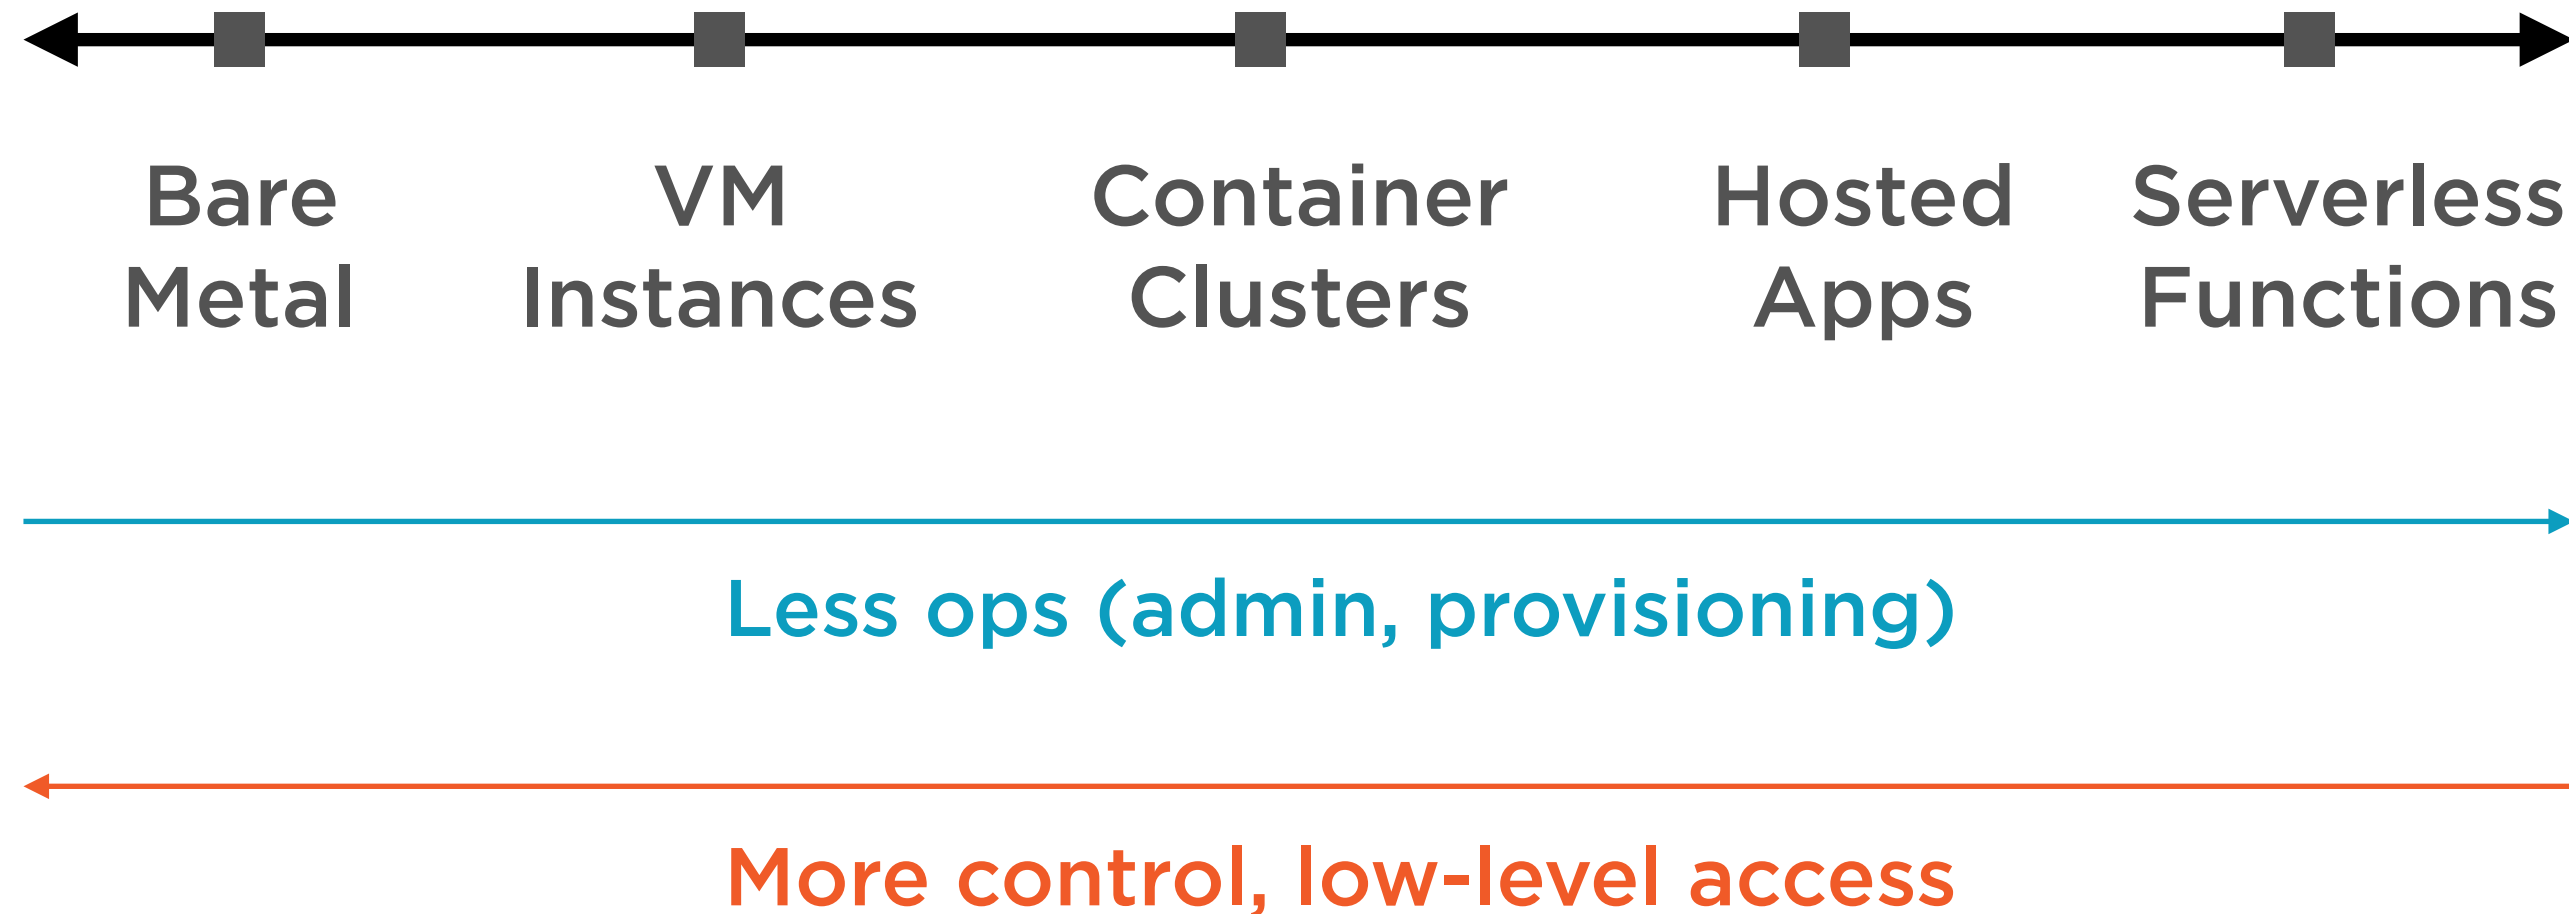 Bare Metal
VM Instances
Container Clusters
Hosted Apps
Serverless Functions
Less ops (admin, provisioning)
More control, low-level access